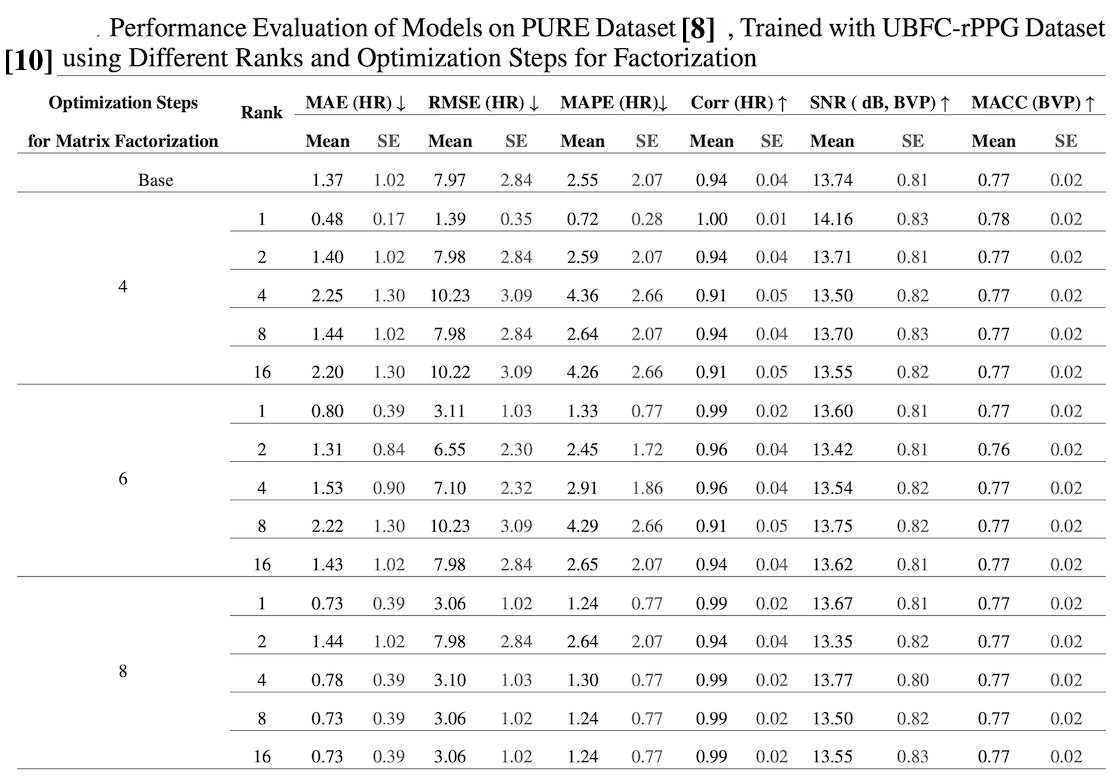 . Performance Evaluation of Models on PURE Dataset [8] , Trained with UBFC-rPPG Dataset
[10] using Different Ranks and Optimization Steps for Factorization
Optimization Steps for Matrix Factorization Rank MAE (HR) ↓ RMSE (HR) ↓ MAPE (HR)↓ Corr (HR) ↑ SNR ( dB, BVP) ↑ MACC (BVP) ↑
Mean SE Mean SE Mean SE Mean SE Mean SE Mean SE
Base 1.37 1.02 7.97 2.84 2.55 2.07 0.94 0.04 13.74 0.81 0.77 0.02
4
1 0.48 0.17 1.39 0.35 0.72 0.28 1.00 0.01 14.16 0.83 0.78 0.02
2 1.40 1.02 7.98 2.84 2.59 2.07 0.94 0.04 13.71 0.81 0.77 0.02
4 2.25 1.30 10.23 3.09 4.36 2.66 0.91 0.05 13.50 0.82 0.77 0.02
8 1.44 1.02 7.98 2.84 2.64 2.07 0.94 0.04 13.70 0.83 0.77 0.02
16 2.20 1.30 10.22 3.09 4.26 2.66 0.91 0.05 13.55 0.82 0.77 0.02
6
1 0.80 0.39 3.11 1.03 1.33 0.77 0.99 0.02 13.60 0.81 0.77 0.02
2 1.31 0.84 6.55 2.30 2.45 1.72 0.96 0.04 13.42 0.81 0.76 0.02
4 1.53 0.90 7.10 2.32 2.91 1.86 0.96 0.04 13.54 0.82 0.77 0.02
8 2.22 1.30 10.23 3.09 4.29 2.66 0.91 0.05 13.75 0.82 0.77 0.02
16 1.43 1.02 7.98 2.84 2.65 2.07 0.94 0.04 13.62 0.81 0.77 0.02
8
1 0.73 0.39 3.06 1.02 1.24 0.77 0.99 0.02 13.67 0.81 0.77 0.02
2 1.44 1.02 7.98 2.84 2.64 2.07 0.94 0.04 13.35 0.82 0.77 0.02
4 0.78 0.39 3.10 1.03 1.30 0.77 0.99 0.02 13.77 0.80 0.77 0.02
8 0.73 0.39 3.06 1.02 1.24 0.77 0.99 0.02 13.50 0.82 0.77 0.02
16 0.73 0.39 3.06 1.02 1.24 0.77 0.99 0.02 13.55 0.83 0.77 0.02